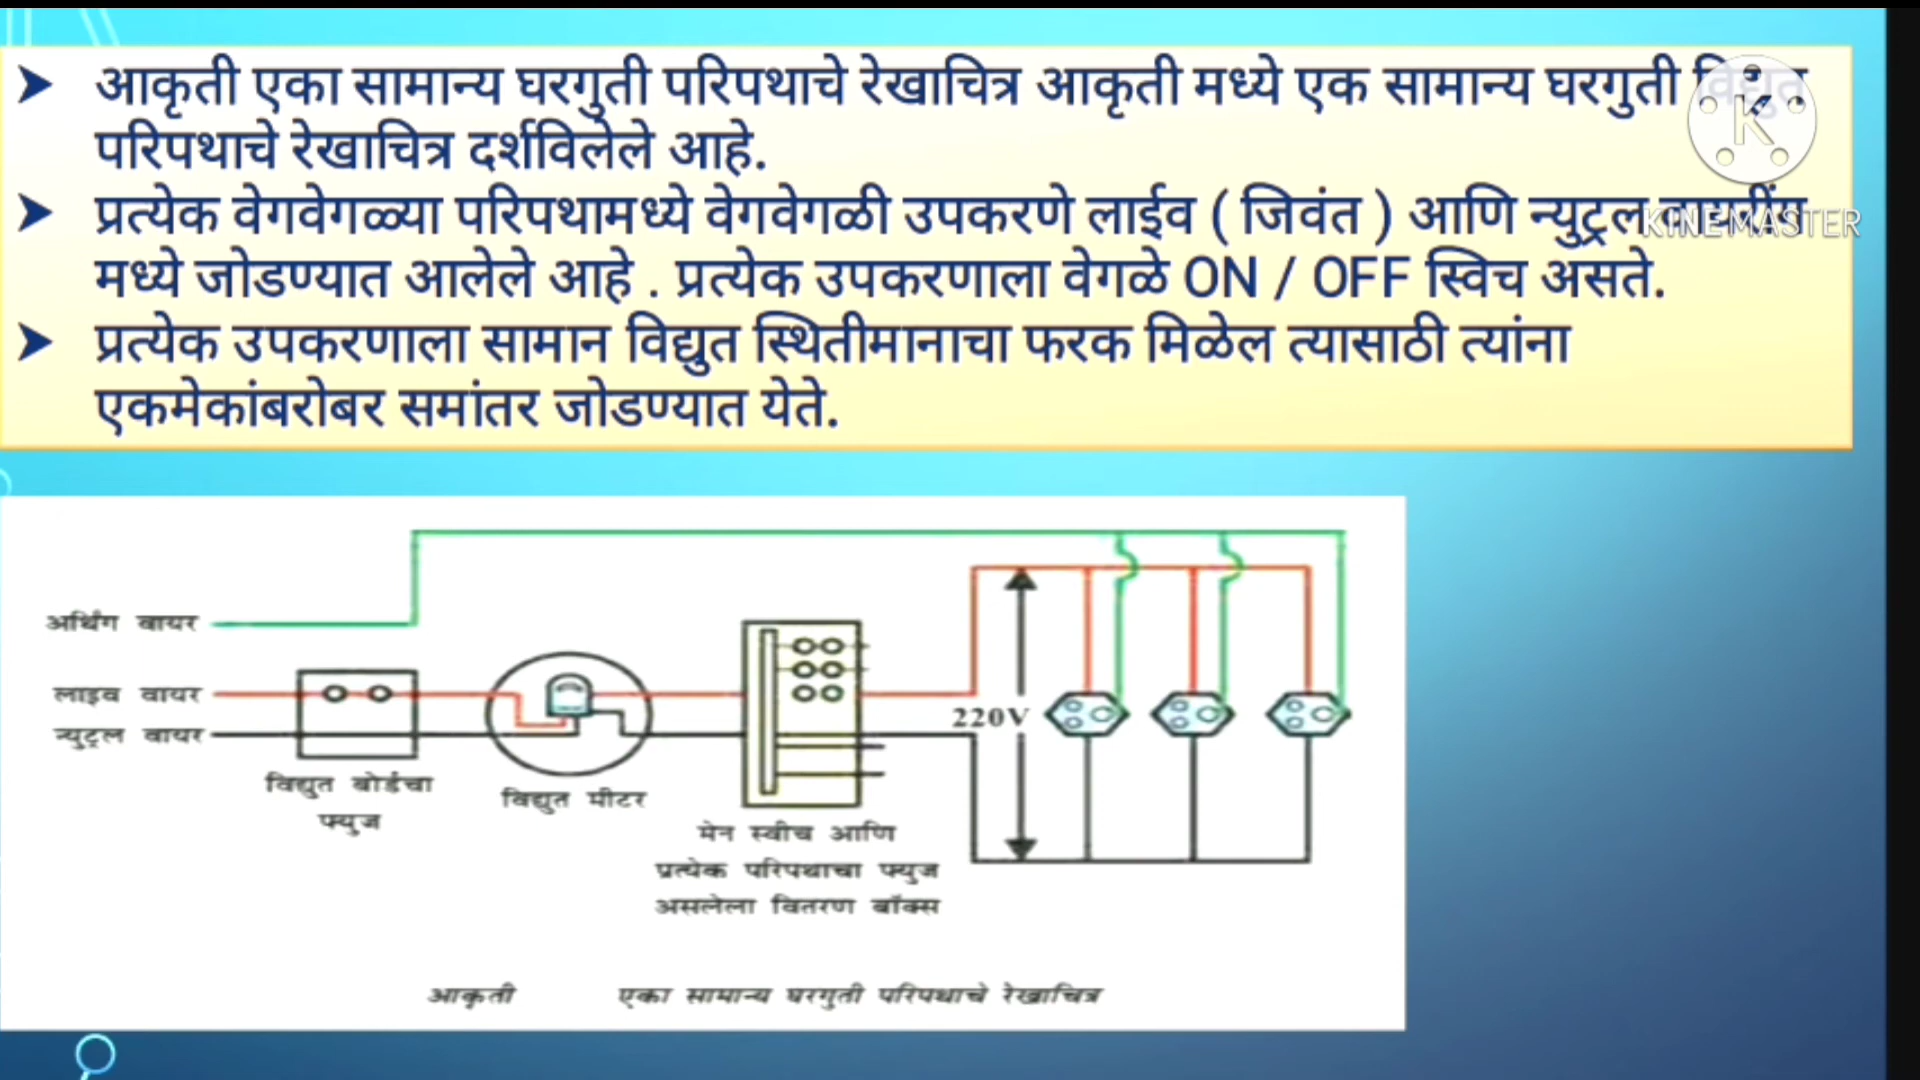 आकृती एका सामान्य घरगुती परिपथाचे रेखाचित्र आकृती मध्ये एक सामान्य घरगुती विद्युत
परिपथाचे रेखाचित्र दर्शविलेले आहे.
प्रत्येक वेगवेगळ्या परिपथामध्ये वेगवेगळी उपकरणे लाईव ( जिवंत ) आणि न्युट्रल
KINEMASTER
मध्ये जोडण्यात आलेले आहे . प्रत्येक उपकरणाला वेगळे ON / OFF स्विच असते.
प्रत्येक उपकरणाला सामान विद्युत स्थितीमानाचा फरक मिळेल त्यासाठी त्यांना
एकमेकांबरोबर समांतर जोडण्यात येते.
अर्थिंग वायर
लाइव वायर
न्युट्रल वायर
220V
विद्युत बोर्डचा
फ्युज
विद्युत मीटर
मेन स्वीच आणि
प्रत्येक परिपथाचा फ्युज
असलेला वितरण बॉक्स
आकृती एका सामान्य घरगुती परिपथाचे रेखाचित्र
K